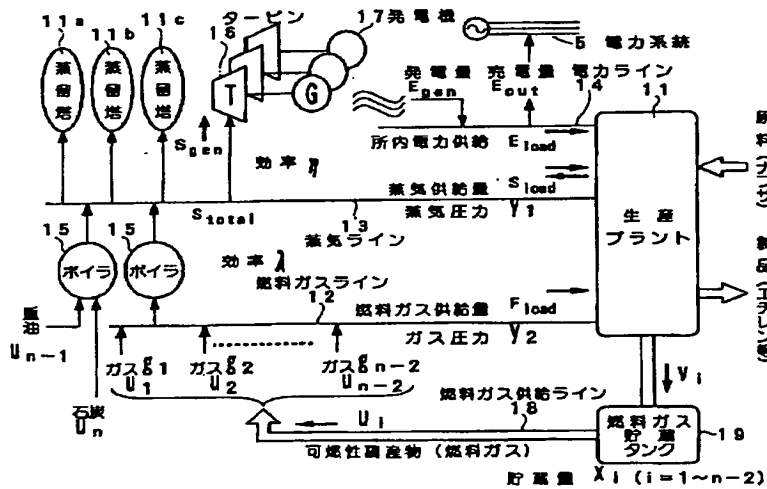 11a
11b
11c
タービン
16
17発電機
5 電力系統
蒸留塔
蒸留塔
蒸留塔
T
G
発電量 売電量 電力ライン
Egen
Eout
14
11
所内電力供給 Eload
Sgen
効率 η
蒸気供給量 Sload
Stotal
蒸気圧力 y1
13
蒸気ライン
生産
プラント
15
15
ボイラ
ボイラ
効率 λ
燃料ガスライン
12
燃料ガス供給量 Fload
ガス圧力 y2
重油
Un-1
石炭
Un
ガスg1
U1
ガスg2
U2
ガスgn-2
Un-2
Ui
燃料ガス供給ライン
18
Vi
燃料ガス
貯蔵
タンク
19
可燃性副産物 (燃料ガス)
貯蔵量 Xi (i=1~n-2)